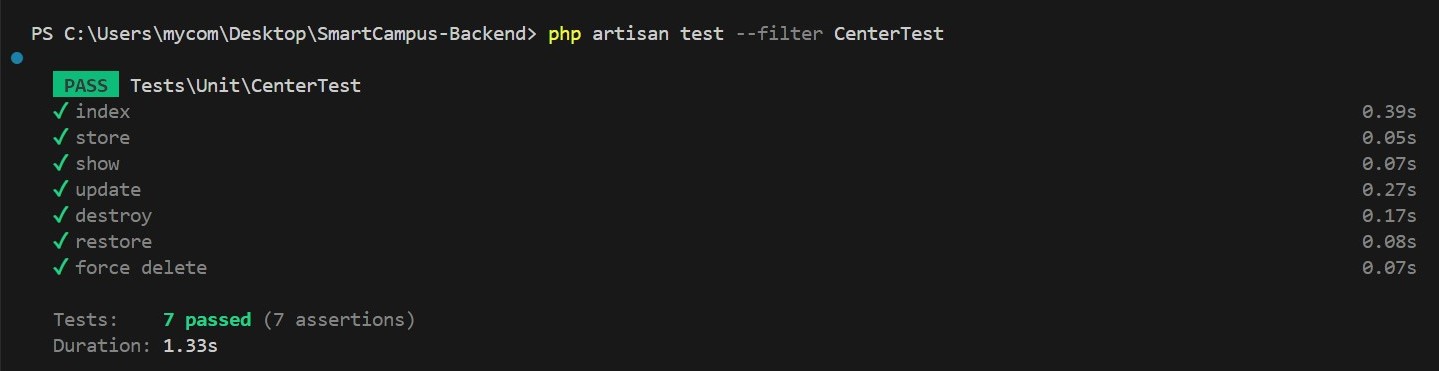 PS C:\Users\mycom\Desktop\SmartCampus-Backend> php artisan test --filter CenterTest
PASS Tests\Unit\CenterTest
✓ index 0.39s
✓ store 0.05s
✓ show 0.07s
✓ update 0.27s
✓ destroy 0.17s
✓ restore 0.08s
✓ force delete 0.07s
Tests: 7 passed (7 assertions)
Duration: 1.33s